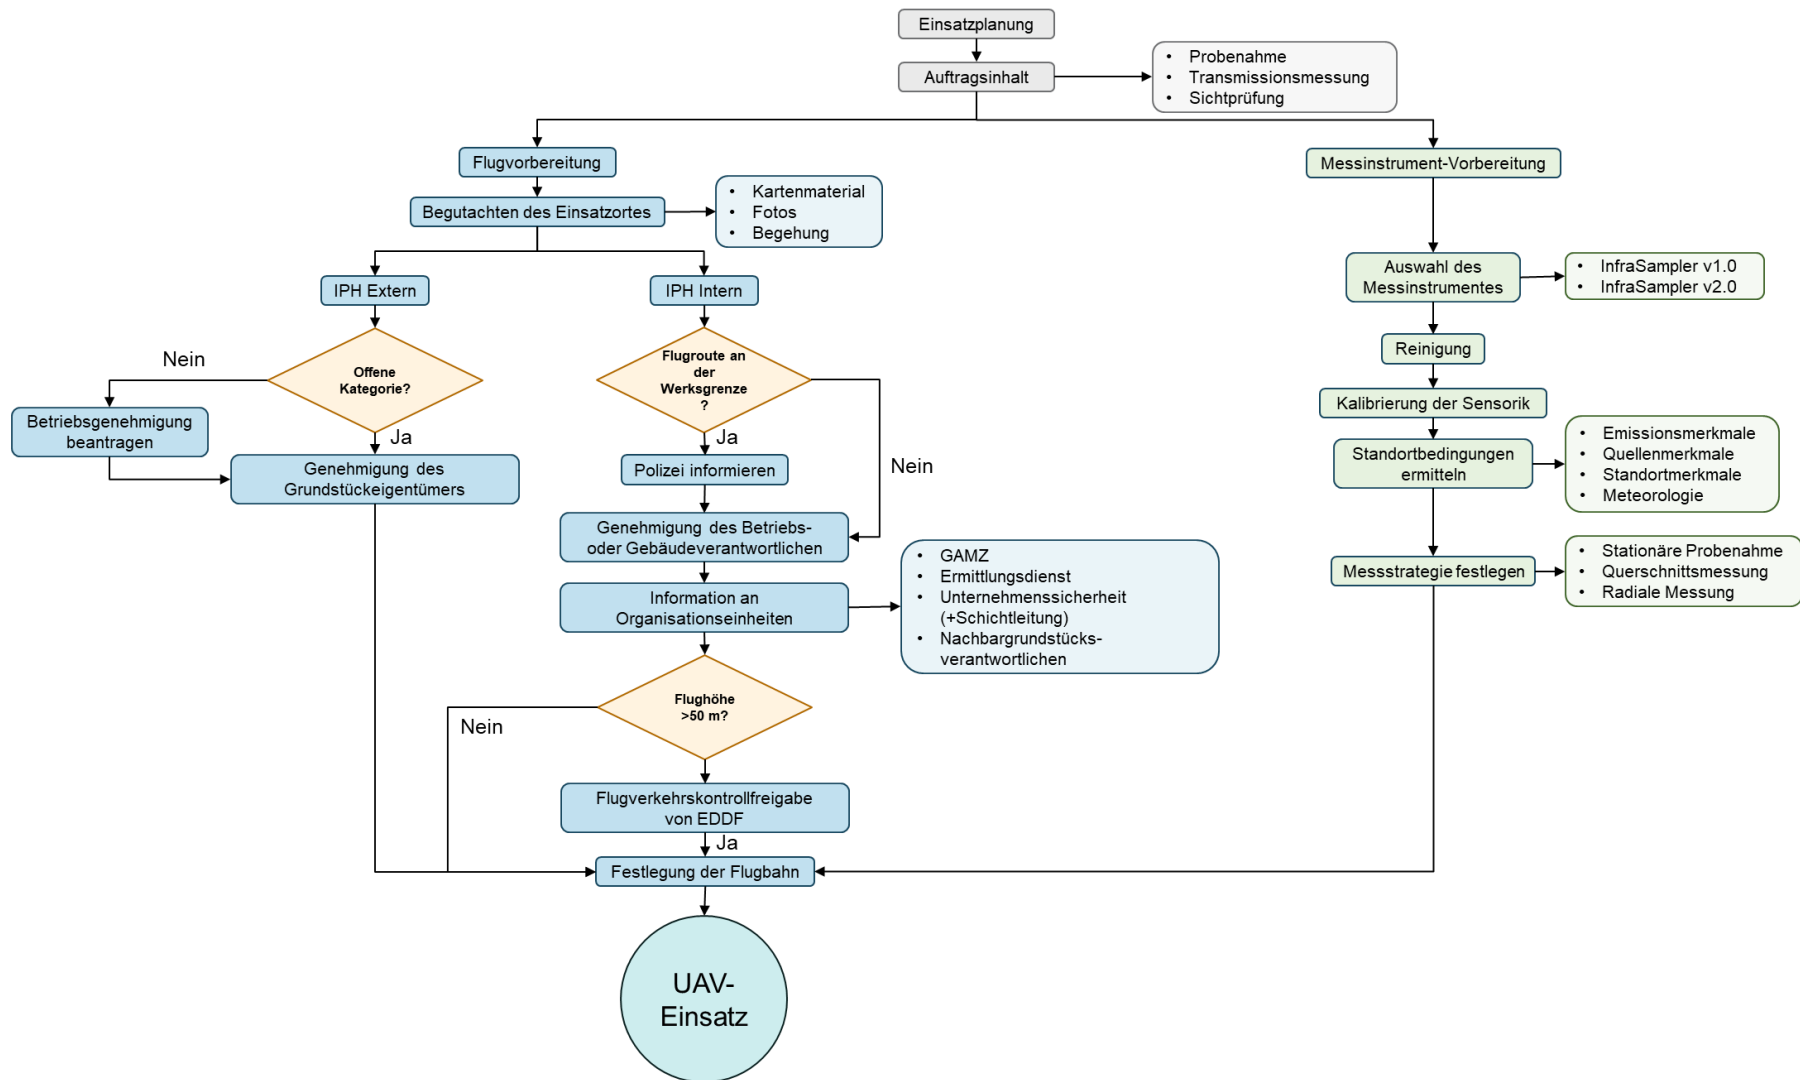 Einsatzplanung
Auftragsinhalt
• Probenahme
• Transmissionsmessung
• Sichtprüfung
Flugvorbereitung
Begutachten des Einsatzortes
• Kartenmaterial
• Fotos
• Begehung
IPH Extern
IPH Intern
Nein
Offene
Kategorie?
Ja
Betriebsgenehmigung
beantragen
Genehmigung des
Grundstückeigentümers
Flugroute an
der
Werksgrenze
?
Ja
Nein
Polizei informieren
Genehmigung des Betriebs-
oder Gebäudeverantwortlichen
Information an
Organisationseinheiten
• GAMZ
• Ermittlungsdienst
• Unternehmenssicherheit
(+Schichtleitung)
• Nachbargrundstücks-
verantwortlichen
Flughöhe
>50 m?
Nein
Flugverkehrskontrollfreigabe
von EDDF
Ja
Festlegung der Flugbahn
UAV-
Einsatz
Messinstrument-Vorbereitung
Auswahl des
Messinstrumentes
• InfraSampler v1.0
• InfraSampler v2.0
Reinigung
Kalibrierung der Sensorik
Standortbedingungen
ermitteln
• Emissionsmerkmale
• Quellenmerkmale
• Standortmerkmale
• Meteorologie
Messstrategie festlegen
• Stationäre Probenahme
• Querschnittsmessung
• Radiale Messung